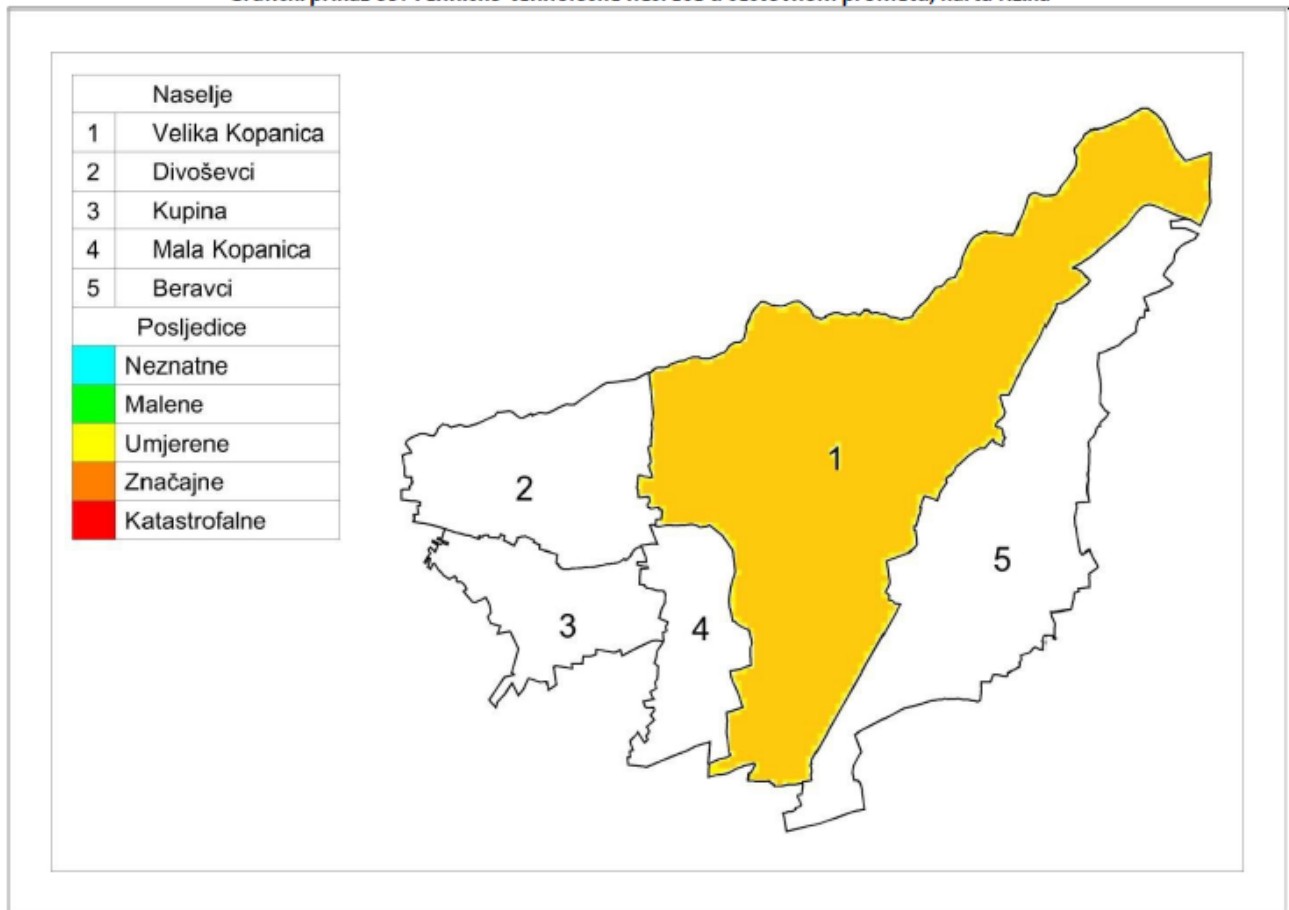 Naselje
1 Velika Kopanica
2 Divoševci
3 Kupina
4 Mala Kopanica
5 Beravci
Posljedice
Neznatne
Malene
Umjerene
Značajne
Katastrofalne
1
2
5
3
4